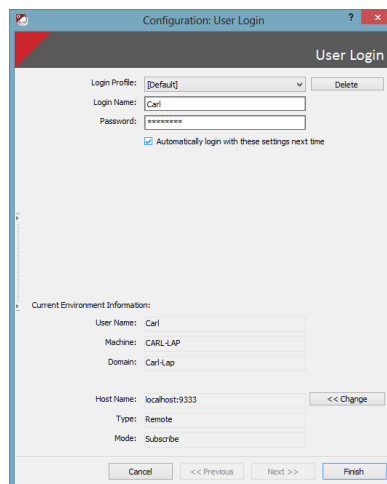 Configuration: User Login
? ×
User Login
Login Profile: [Default] Delete
Login Name: Carl
Password: ********
Automatically login with these settings next time
Current Environment Information:
User Name: Carl
Machine: CARL-LAP
Domain: Carl-Lap
Host Name: localhost:9333 << Change
Type: Remote
Mode: Subscribe
Cancel << Previous Next >> Finish